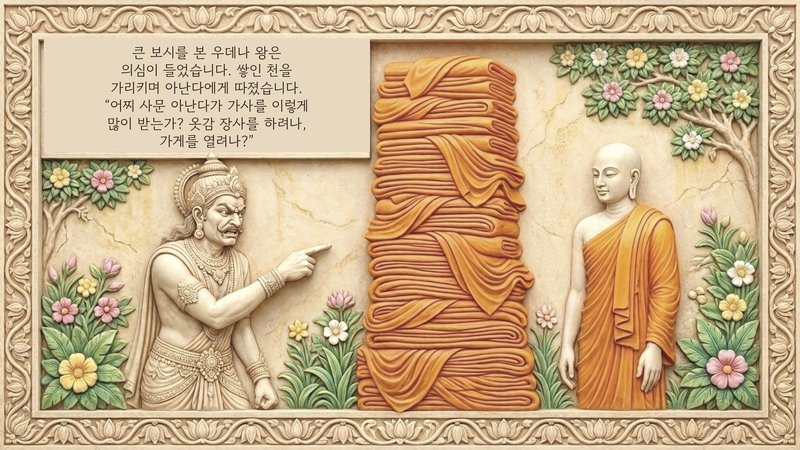 큰 보시를 본 우데나 왕은
의심이 들었습니다. 쌓인 천을
가리키며 아난다에게 따졌습니다.
“어찌 사문 아난다가 가사를 이렇게
많이 받는가? 옷감 장사를 하려나,
가게를 열려나?”